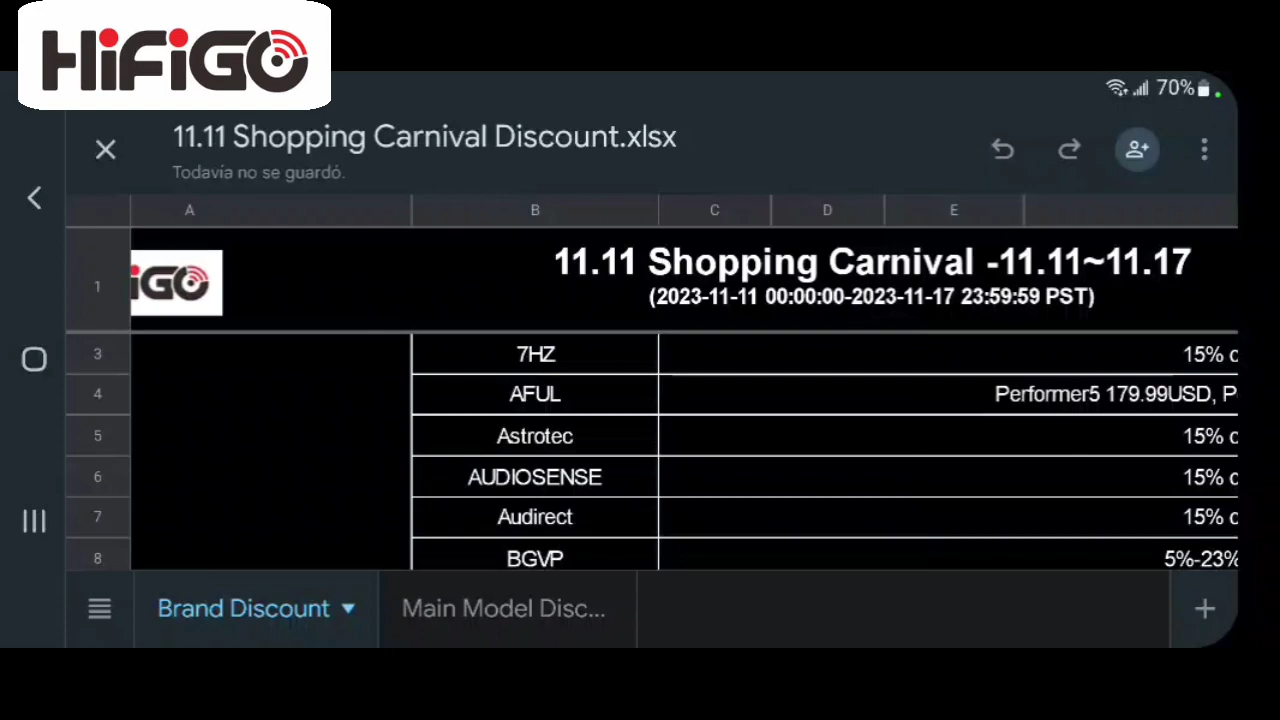 HiFiGO
70%
11.11 Shopping Carnival Discount.xlsx
Todavía no se guardó.
A B C D E
1 iGO 11.11 Shopping Carnival -11.11~11.17
(2023-11-11 00:00:00-2023-11-17 23:59:59 PST)
3 7HZ 15% o
4 AFUL Performer5 179.99USD, P
5 Astrotec 15% o
6 AUDIOSENSE 15% o
7 Audirect 15% o
8 BGVP 5%-23%
Brand Discount Main Model Disc...